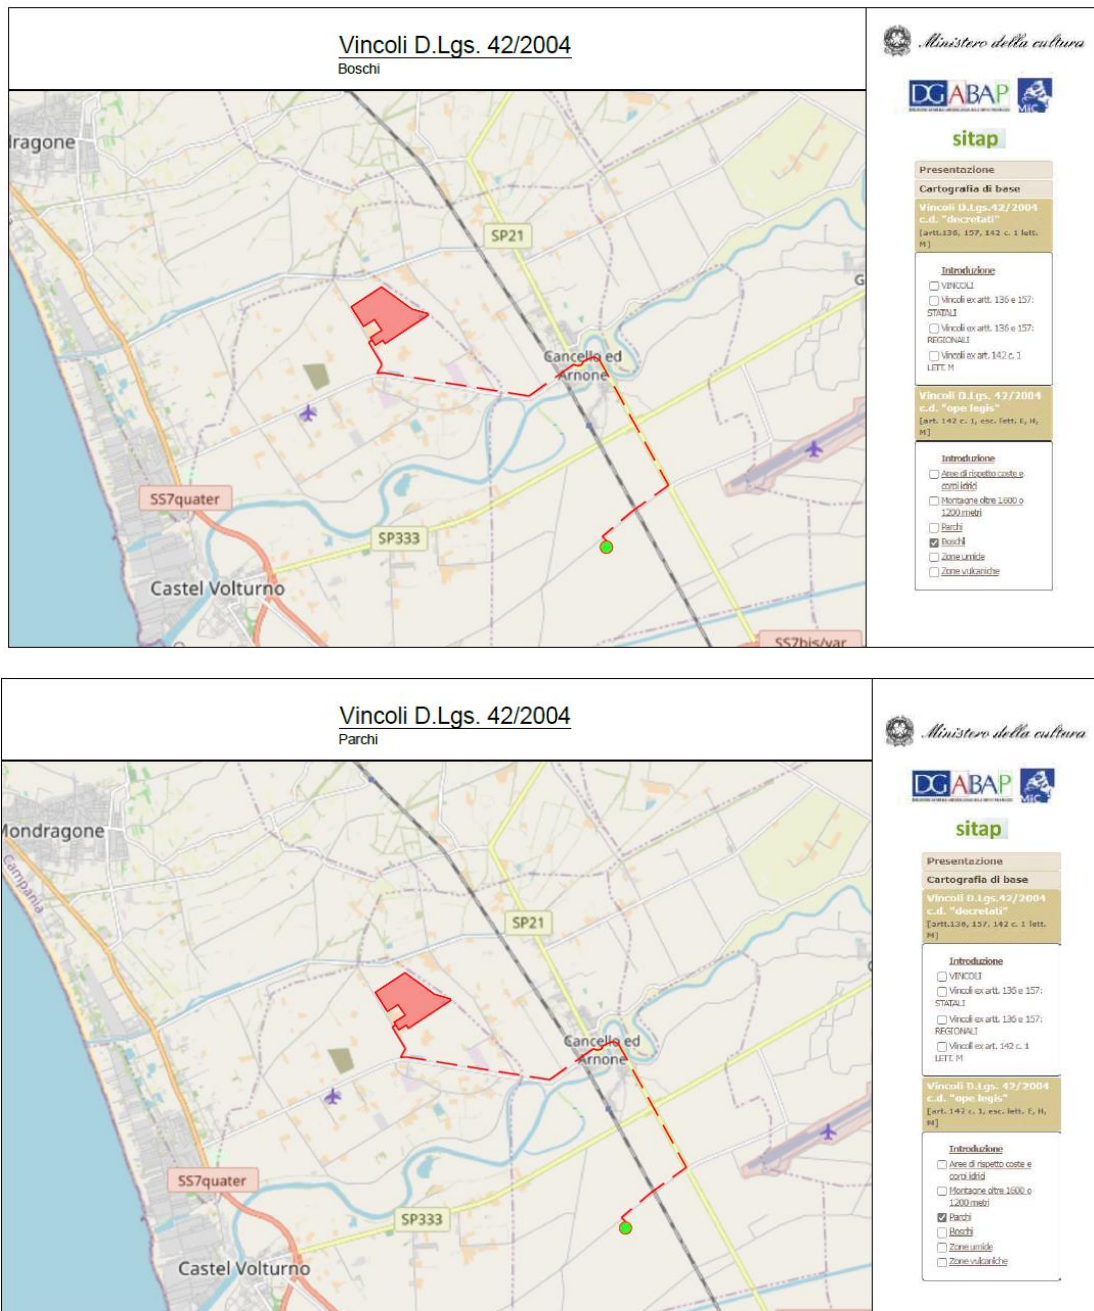 Vincoli D.Lgs. 42/2004
Boschi
dragone
SP21
G
Cancello ed
Arnone
SS7quater
SP333
Castel Volturno
SS7bis/var
Ministero della cultura
DGABAP
MiC
sitap
Presentazione
Cartografia di base
Vincoli D.Lgs.42/2004
c.d. "decretati"
[artt.136, 157, 142 c. 1 lett.
M]
Introduzione
VINCOLI
Vincoli ex artt. 136 e 157:
STATALI
Vincoli ex artt. 136 e 157:
REGIONALI
Vincoli ex art. 142 c. 1
LETT. M
Vincoli D.Lgs. 42/2004
c.d. "ope legis"
[art. 142 c. 1, esc. lett. E, H,
M]
Introduzione
Aree di rispetto coste e
corpi idrici
Montagne oltre 1600 o
1200 metri
Parchi
Boschi
Zone umide
Zone vulcaniche
Vincoli D.Lgs. 42/2004
Parchi
Mondragone
Campania
SP21
Cancello ed
Arnone
SS7quater
SP333
Castel Volturno
Ministero della cultura
DGABAP
MiC
sitap
Presentazione
Cartografia di base
Vincoli D.Lgs.42/2004
c.d. "decretati"
[artt.136, 157, 142 c. 1 lett.
M]
Introduzione
VINCOLI
Vincoli ex artt. 136 e 157:
STATALI
Vincoli ex artt. 136 e 157:
REGIONALI
Vincoli ex art. 142 c. 1
LETT. M
Vincoli D.Lgs. 42/2004
c.d. "ope legis"
[art. 142 c. 1, esc. lett. E, H,
M]
Introduzione
Aree di rispetto coste e
corpi idrici
Montagne oltre 1600 o
1200 metri
Parchi
Boschi
Zone umide
Zone vulcaniche